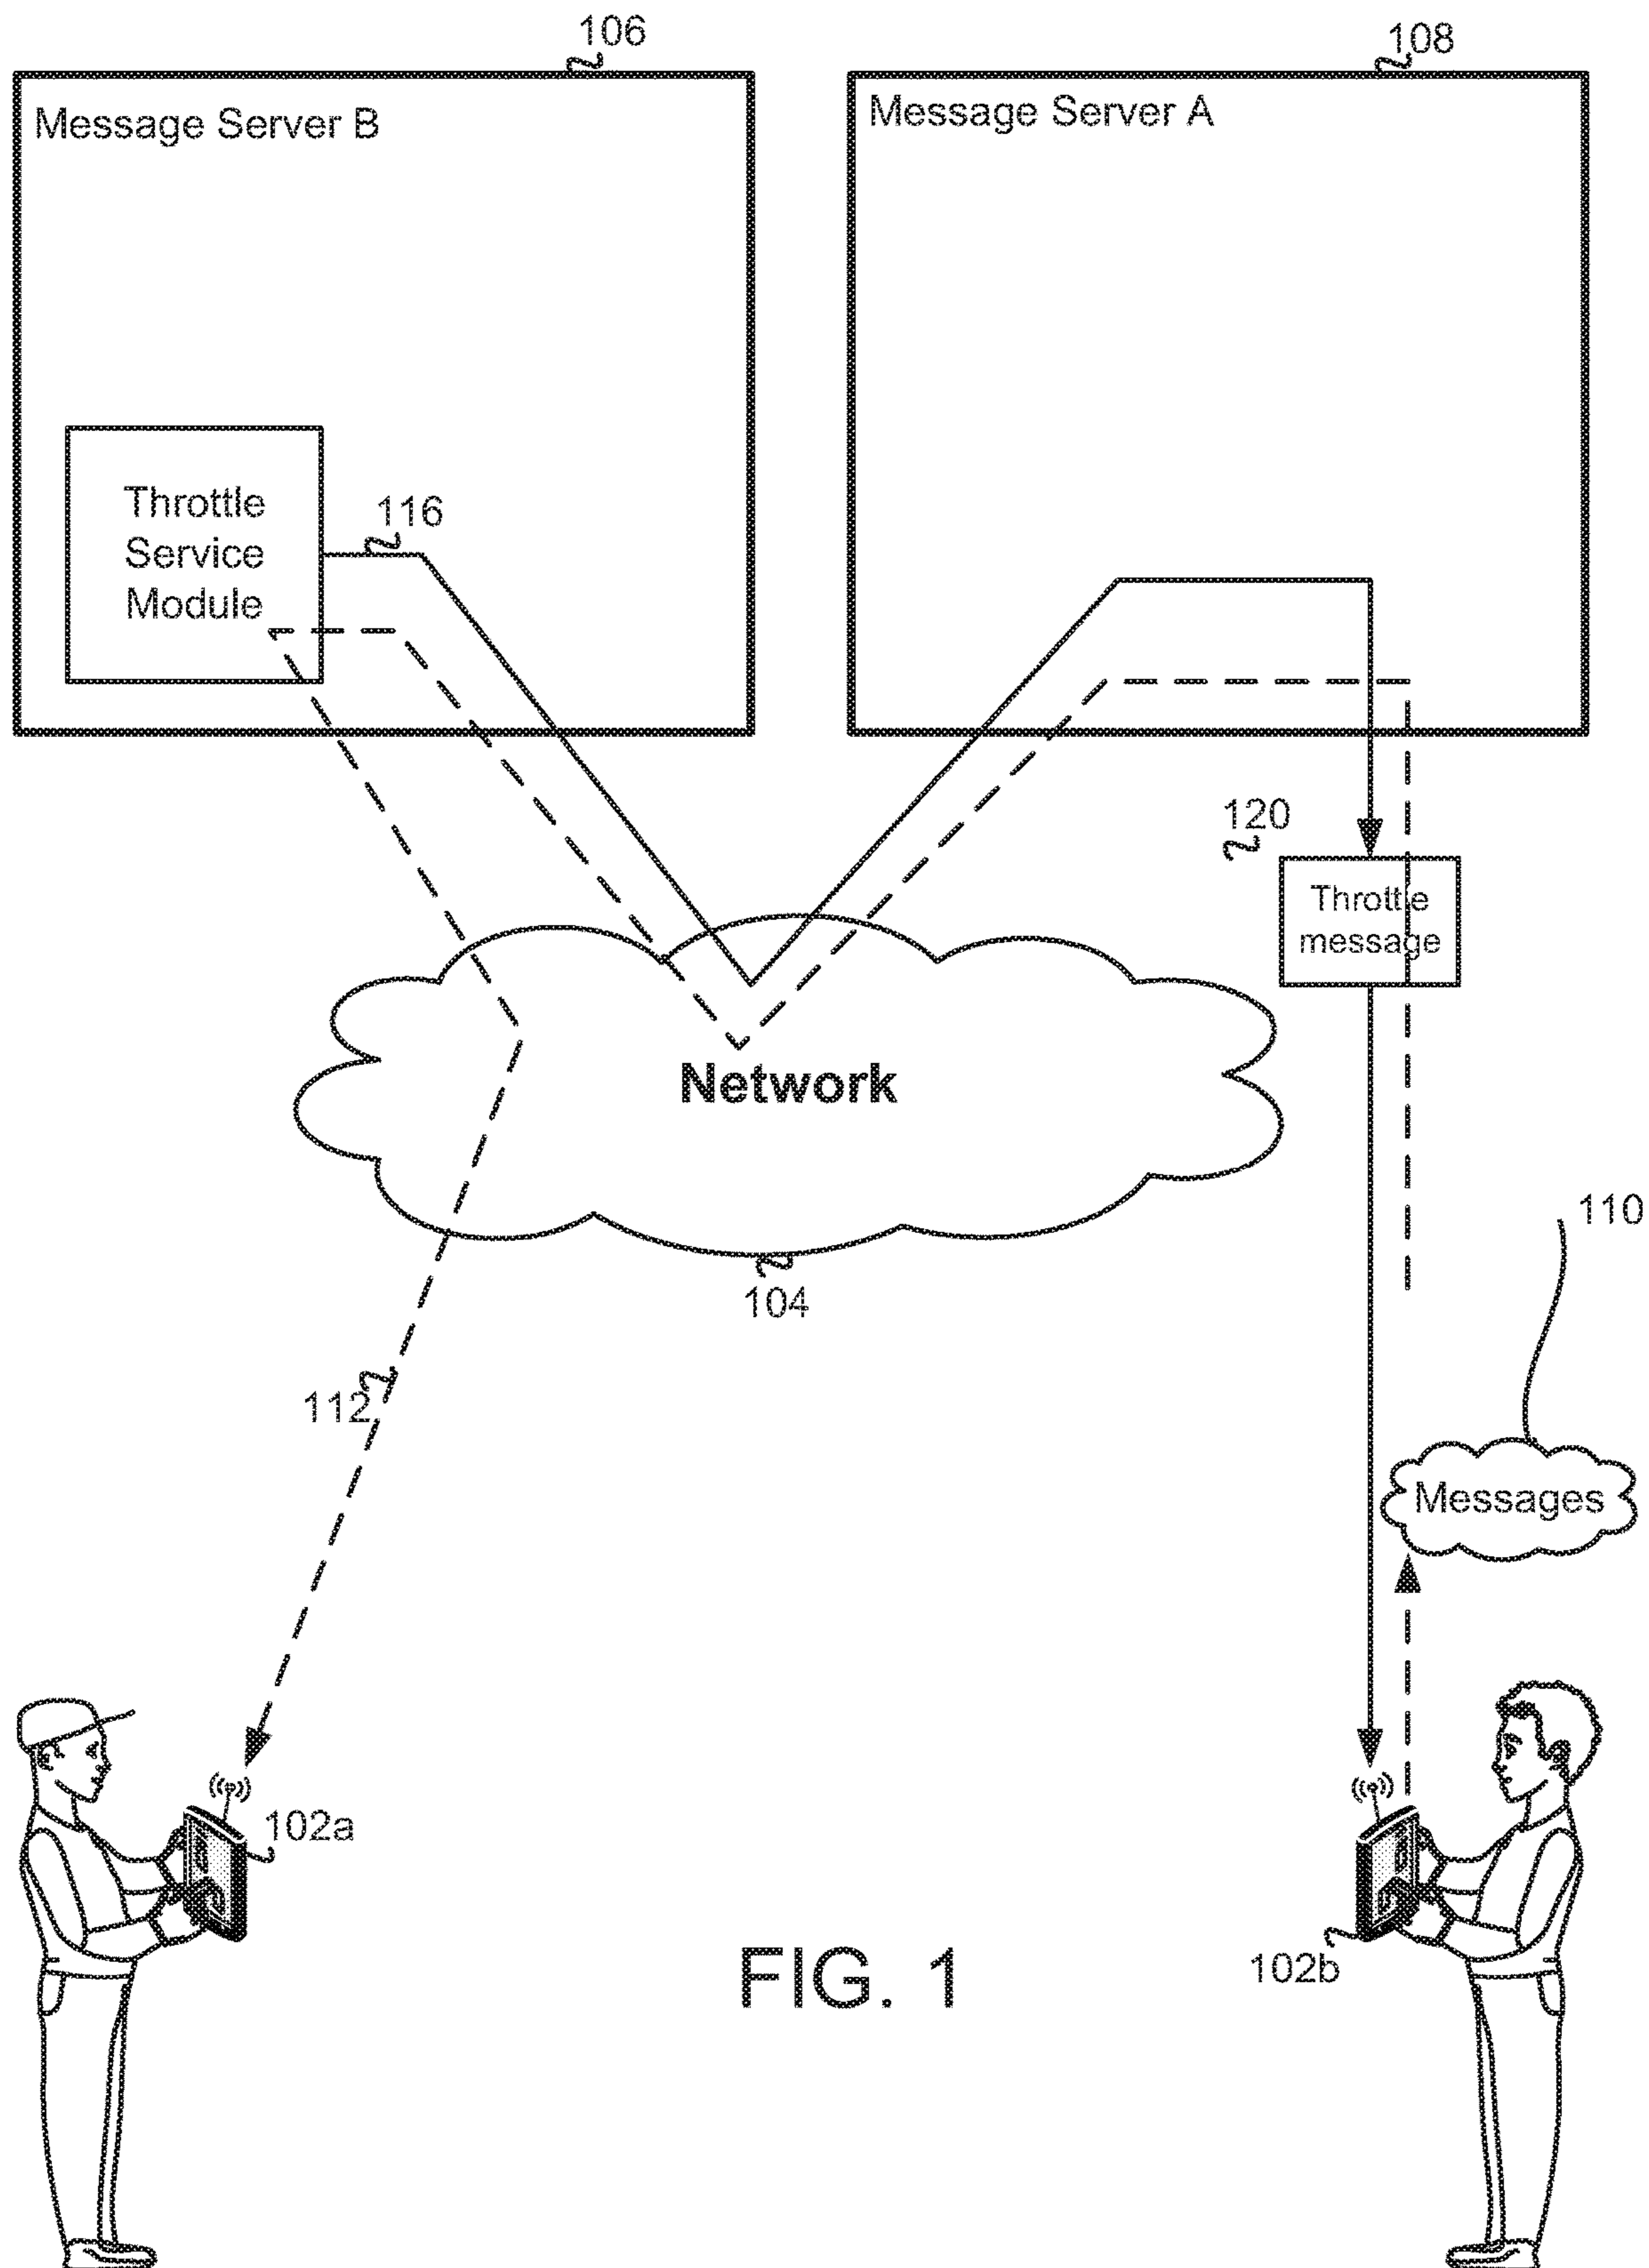 106
108
Message Server B
Message Server A
Throttle
Service
Module
116
120
Throttle
message
Network
104
110
112
Messages
102a
102b
FIG. 1